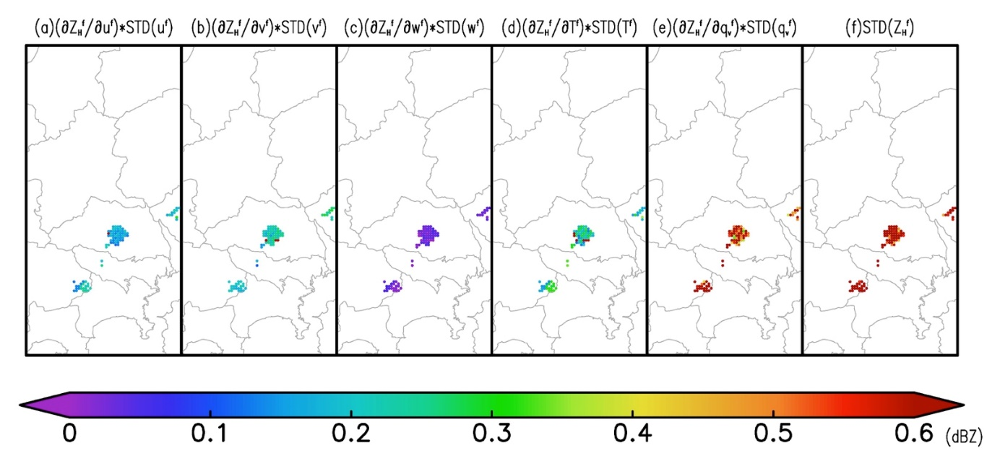 (a)(∂Z_H^f/∂u^f)*STD(u^f) (b)(∂Z_H^f/∂v^f)*STD(v^f) (c)(∂Z_H^f/∂w^f)*STD(w^f) (d)(∂Z_H^f/∂T^f)*STD(T^f) (e)(∂Z_H^f/∂q_v^f)*STD(q_v^f) (f)STD(Z_H^f)
0 0.1 0.2 0.3 0.4 0.5 0.6 (dBZ)